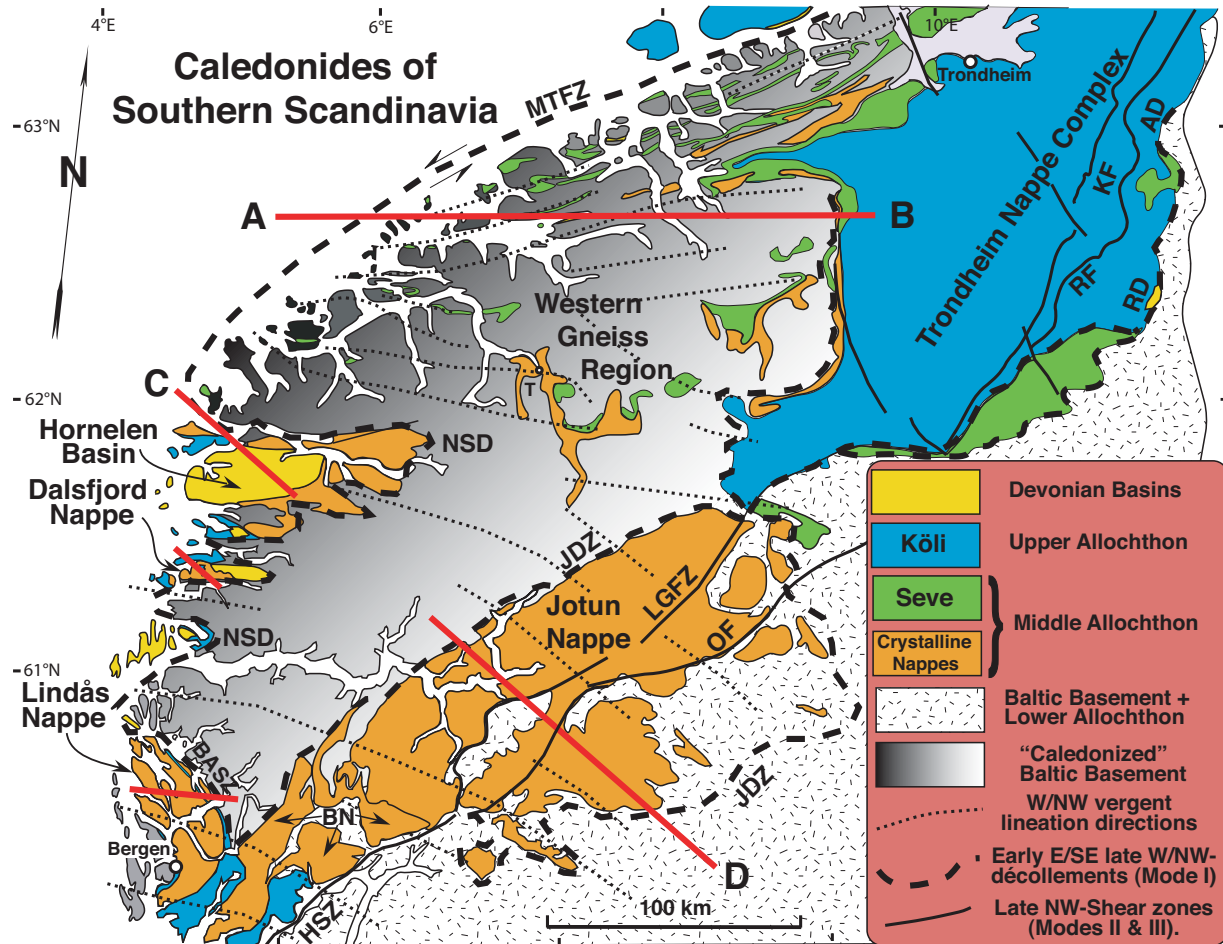 4°E
6°E
10°E
Caledonides of
Southern Scandinavia
MTFZ
Trondheim
63°N
N
AD
Trondheim Nappe Complex
KF
A
B
RF
RD
Western
Gneiss
Region
C
T
62°N
Hornelen
Basin
NSD
Dalsfjord
Nappe
JDZ
LGFZ
Jotun
Nappe
OF
NSD
61°N
Lindås
Nappe
BASZ
JDZ
BN
Bergen
D
HSZ
100 km
Devonian Basins
Köli
Upper Allochthon
Seve
Middle Allochthon
Crystalline
Nappes
Baltic Basement +
Lower Allochthon
“Caledonized”
Baltic Basement
W/NW vergent
lineation directions
Early E/SE late W/NW-
décollements (Mode I)
Late NW-Shear zones
(Modes II & III).